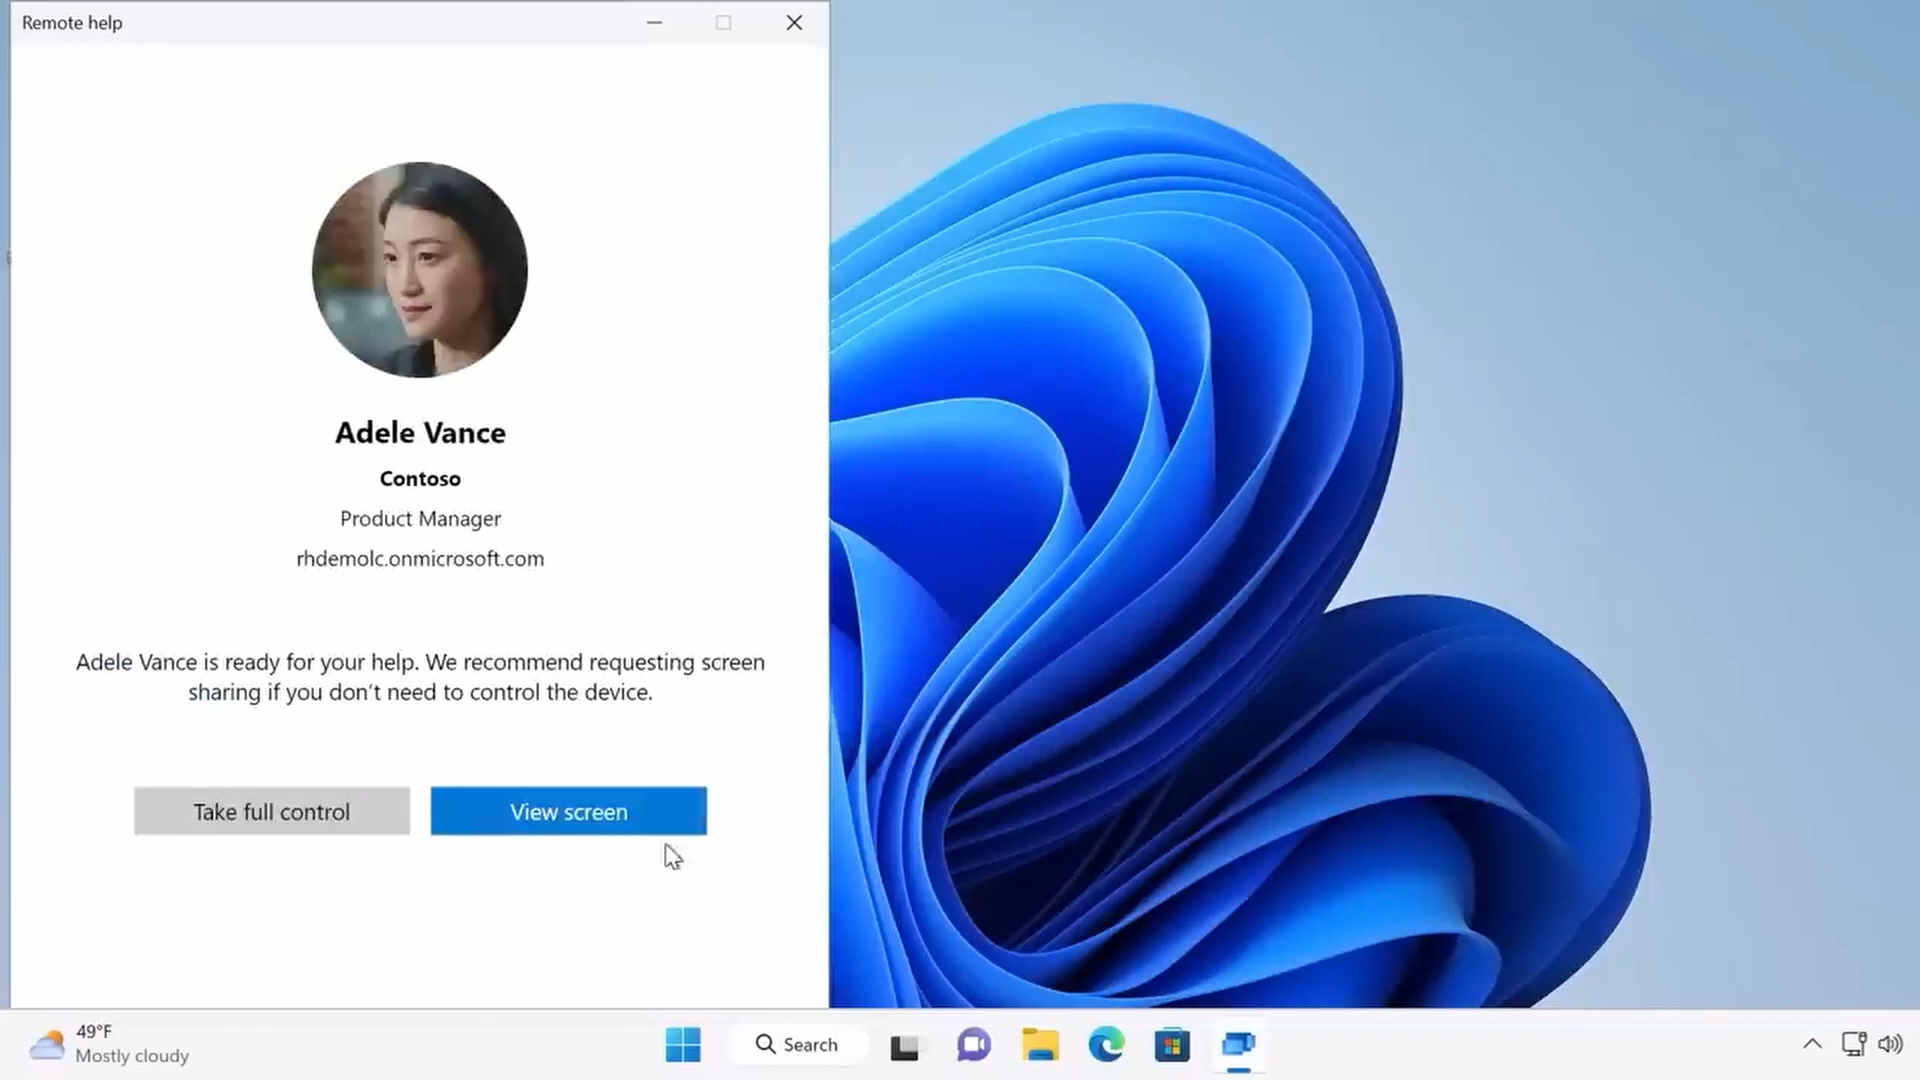 Remote help
Adele Vance
Contoso
Product Manager
rhdemolc.onmicrosoft.com
Adele Vance is ready for your help. We recommend requesting screen
sharing if you don't need to control the device.
Take full control
View screen
49°F
Mostly cloudy
Search